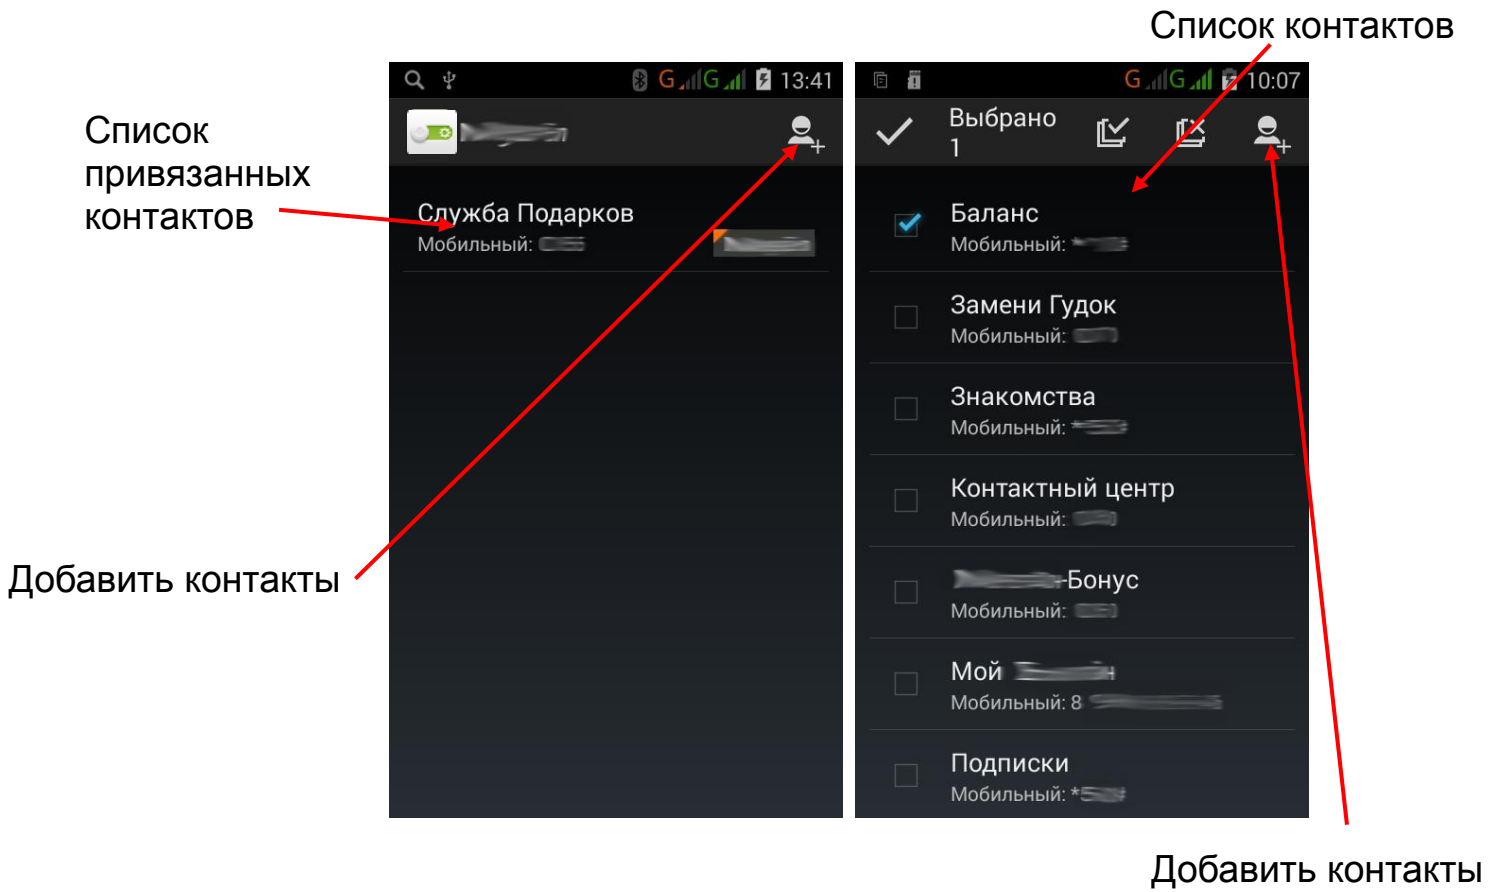 Список контактов
Список
привязанных
контактов
Добавить контакты
13:41
Служба Подарков
Мобильный:
G G 10:07
Выбрано
1
Баланс
Мобильный: *
Замени Гудок
Мобильный:
Знакомства
Мобильный: *
Контактный центр
Мобильный:
-Бонус
Мобильный:
Мой
Мобильный: 8
Подписки
Мобильный: *
Добавить контакты